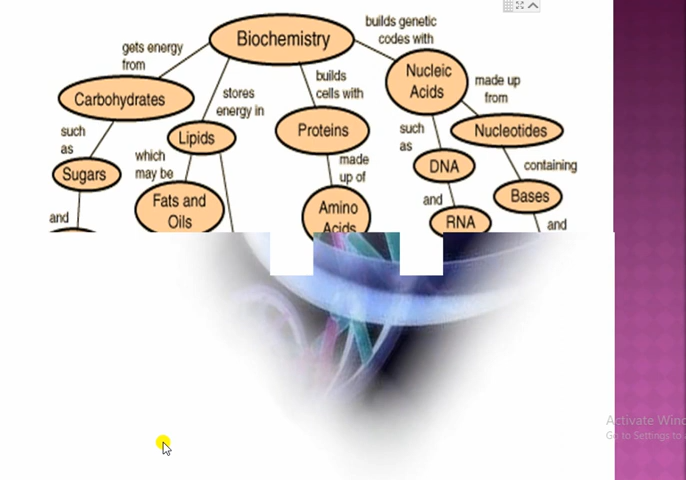 builds genetic
codes with
Biochemistry
gets energy
from
stores
energy in
builds
cells with
Nucleic
Acids
made up
from
Carbohydrates
such
as
Lipids
Proteins
such
as
Nucleotides
Sugars
which
may be
made
up of
DNA
containing
and
Fats and
Oils
Amino
Acids
and
RNA
Bases
and
Activate Wind
Go to Settings to